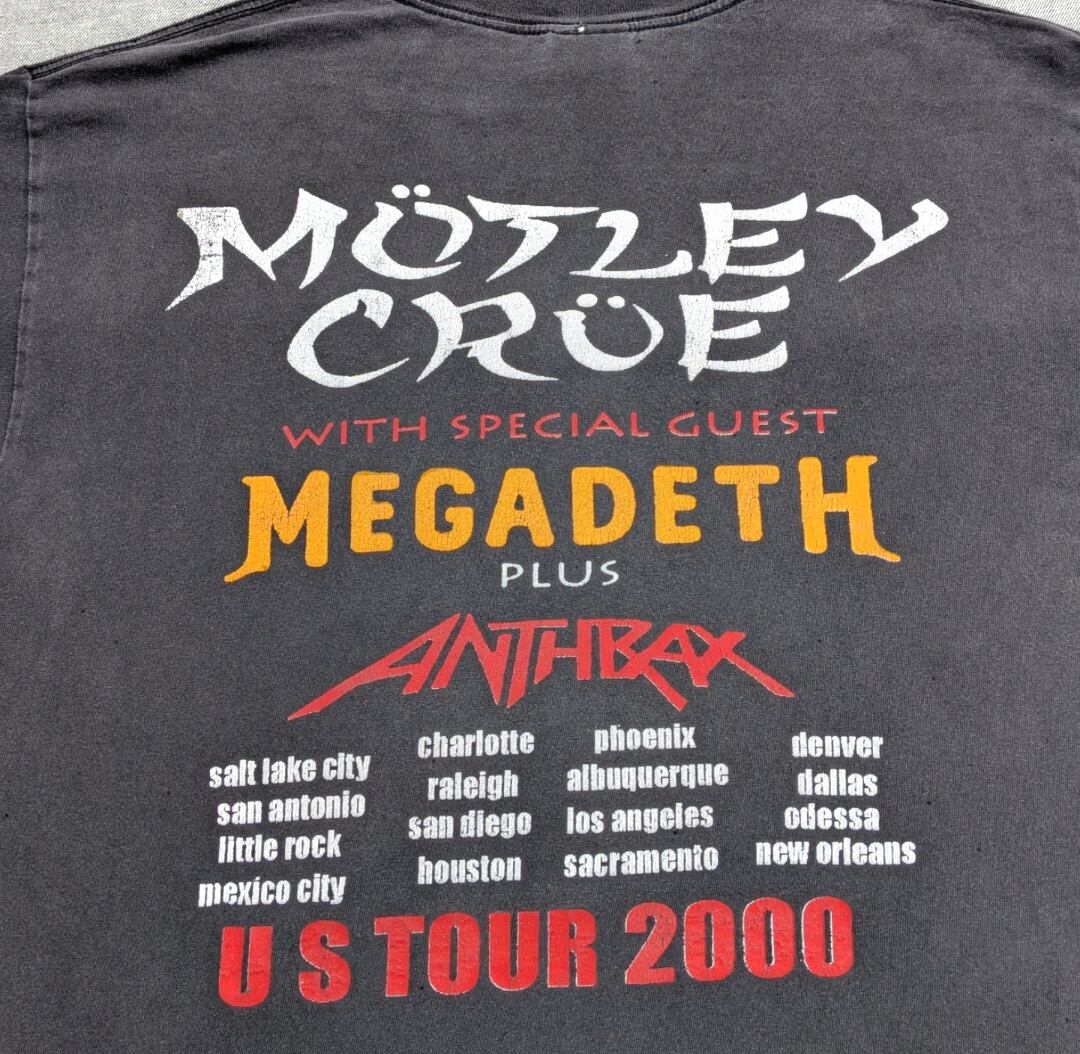 MÖTLEY
CRÜE
WITH SPECIAL GUEST
MEGADETH
PLUS
ANTHRAX
salt lake city
san antonio
little rock
mexico city
charlotte
raleigh
san diego
houston
phoenix
albuquerque
los angeles
sacramento
denver
dallas
odessa
new orleans
U S TOUR 2000